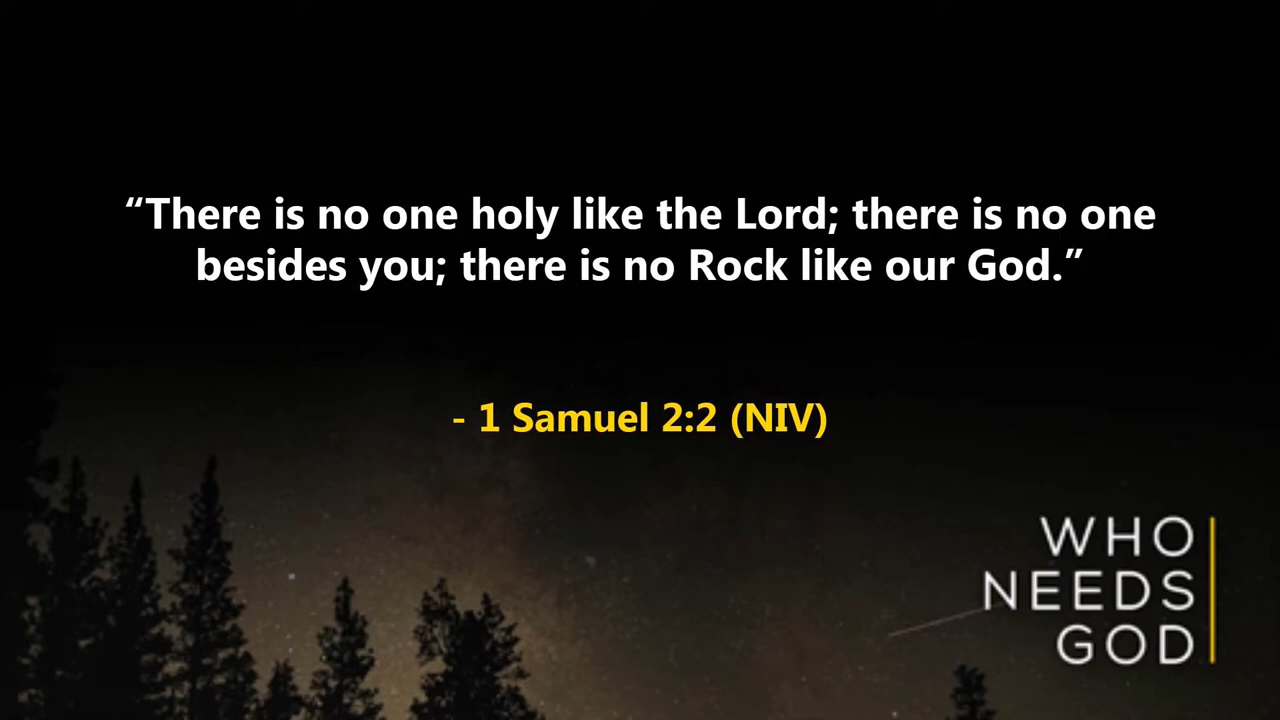 “There is no one holy like the Lord; there is no one
besides you; there is no Rock like our God.”
- 1 Samuel 2:2 (NIV)
WHO
NEEDS
GOD